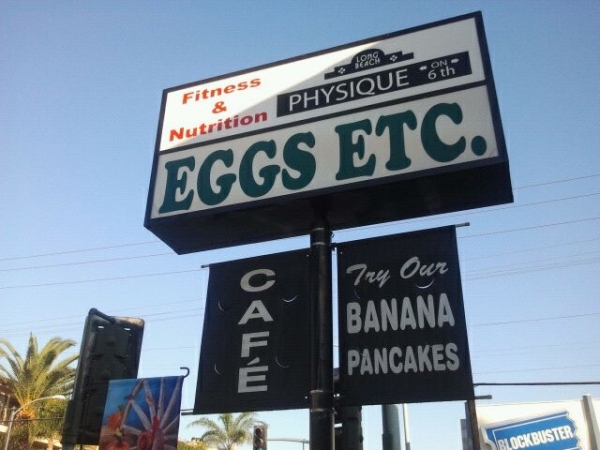 Fitness
&
Nutrition
LONG
BEACH
PHYSIQUE
ON
6th
EGGS ETC.
CAFÉ
Try Our
BANANA
PANCAKES
BLOCKBUSTER